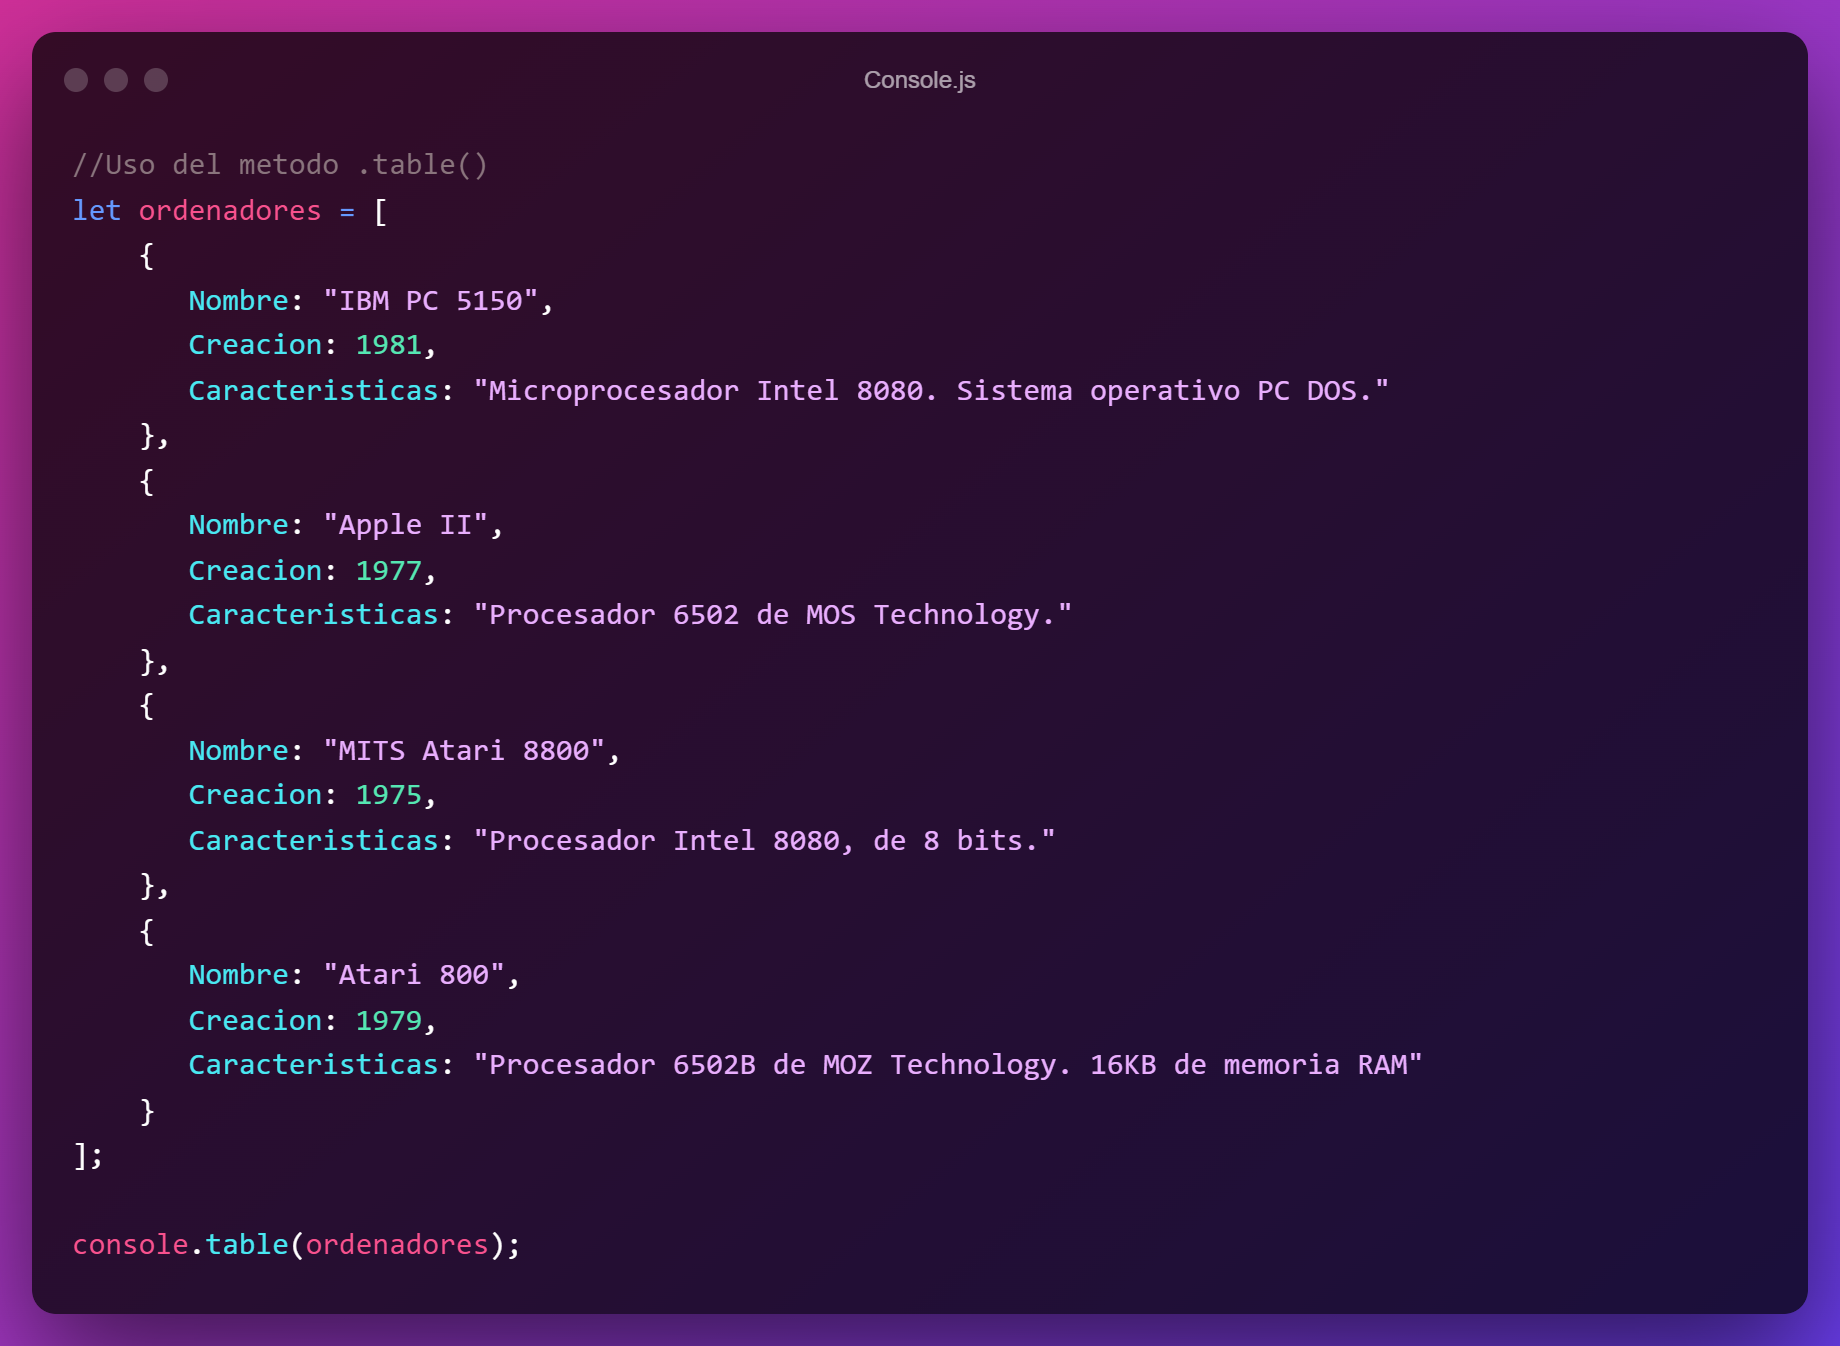 Console.js
//Uso del metodo .table()
let ordenadores = [
    {
       Nombre: "IBM PC 5150",
       Creacion: 1981,
       Caracteristicas: "Microprocesador Intel 8080. Sistema operativo PC DOS."
    },
    {
       Nombre: "Apple II",
       Creacion: 1977,
       Caracteristicas: "Procesador 6502 de MOS Technology."
    },
    {
       Nombre: "MITS Atari 8800",
       Creacion: 1975,
       Caracteristicas: "Procesador Intel 8080, de 8 bits."
    },
    {
       Nombre: "Atari 800",
       Creacion: 1979,
       Caracteristicas: "Procesador 6502B de MOZ Technology. 16KB de memoria RAM"
    }
];
console.table(ordenadores);